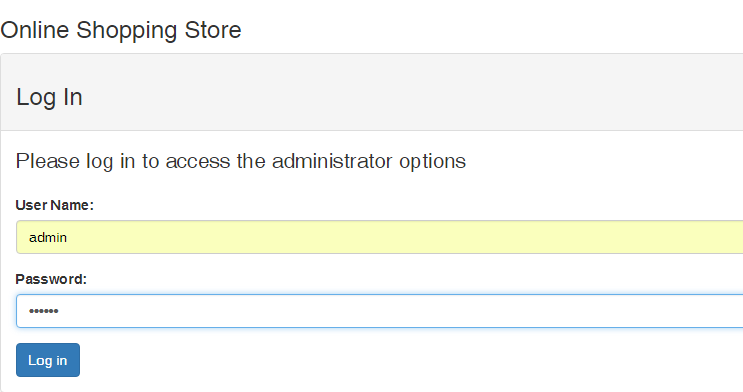 Online Shopping Store
Log In
Please log in to access the administrator options
User Name:
admin
Password:
••••••
Log in